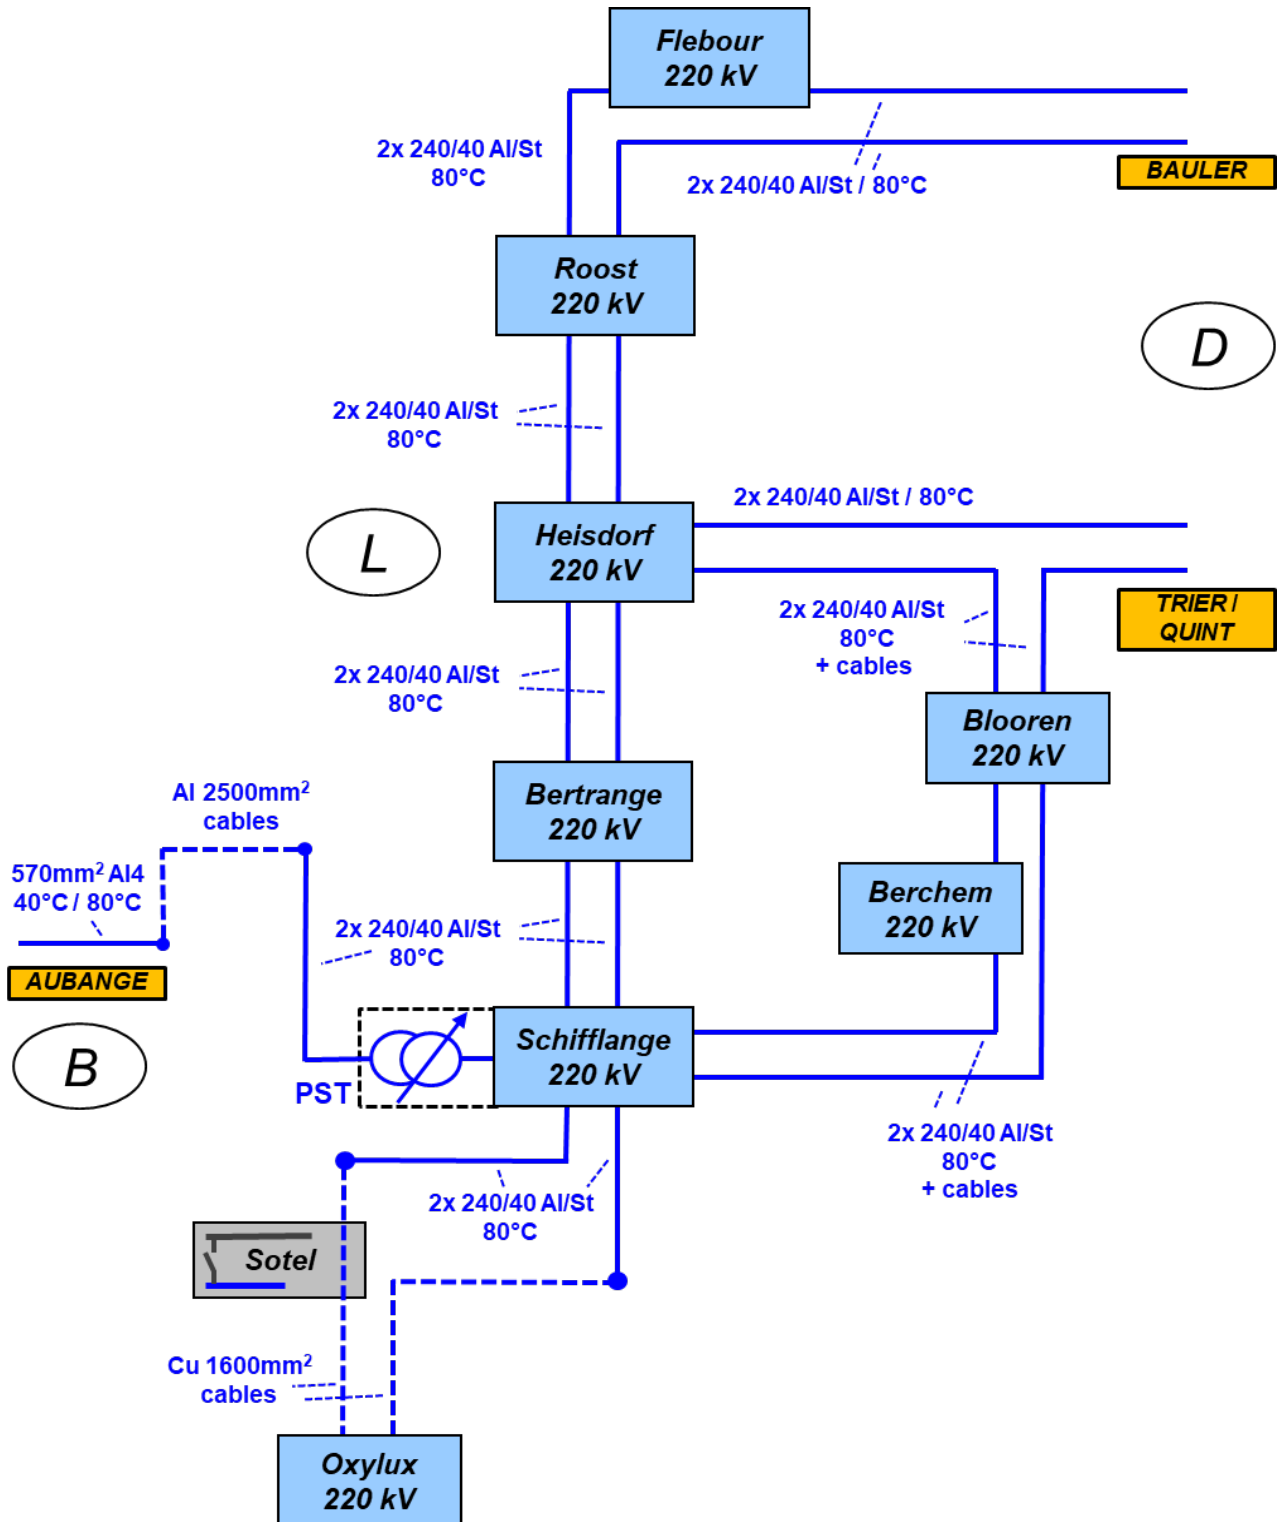 Flebour
220 kV
2x 240/40 Al/St
80°C
2x 240/40 Al/St / 80°C
BAULER
Roost
220 kV
D
2x 240/40 Al/St
80°C
2x 240/40 Al/St / 80°C
L
Heisdorf
220 kV
TRIER /
QUINT
2x 240/40 Al/St
80°C
+ cables
2x 240/40 Al/St
80°C
Blooren
220 kV
Al 2500mm²
cables
Bertrange
220 kV
570mm² Al4
40°C / 80°C
Berchem
220 kV
2x 240/40 Al/St
80°C
AUBANGE
Schifflange
220 kV
B
PST
2x 240/40 Al/St
80°C
+ cables
2x 240/40 Al/St
80°C
Sotel
Cu 1600mm²
cables
Oxylux
220 kV